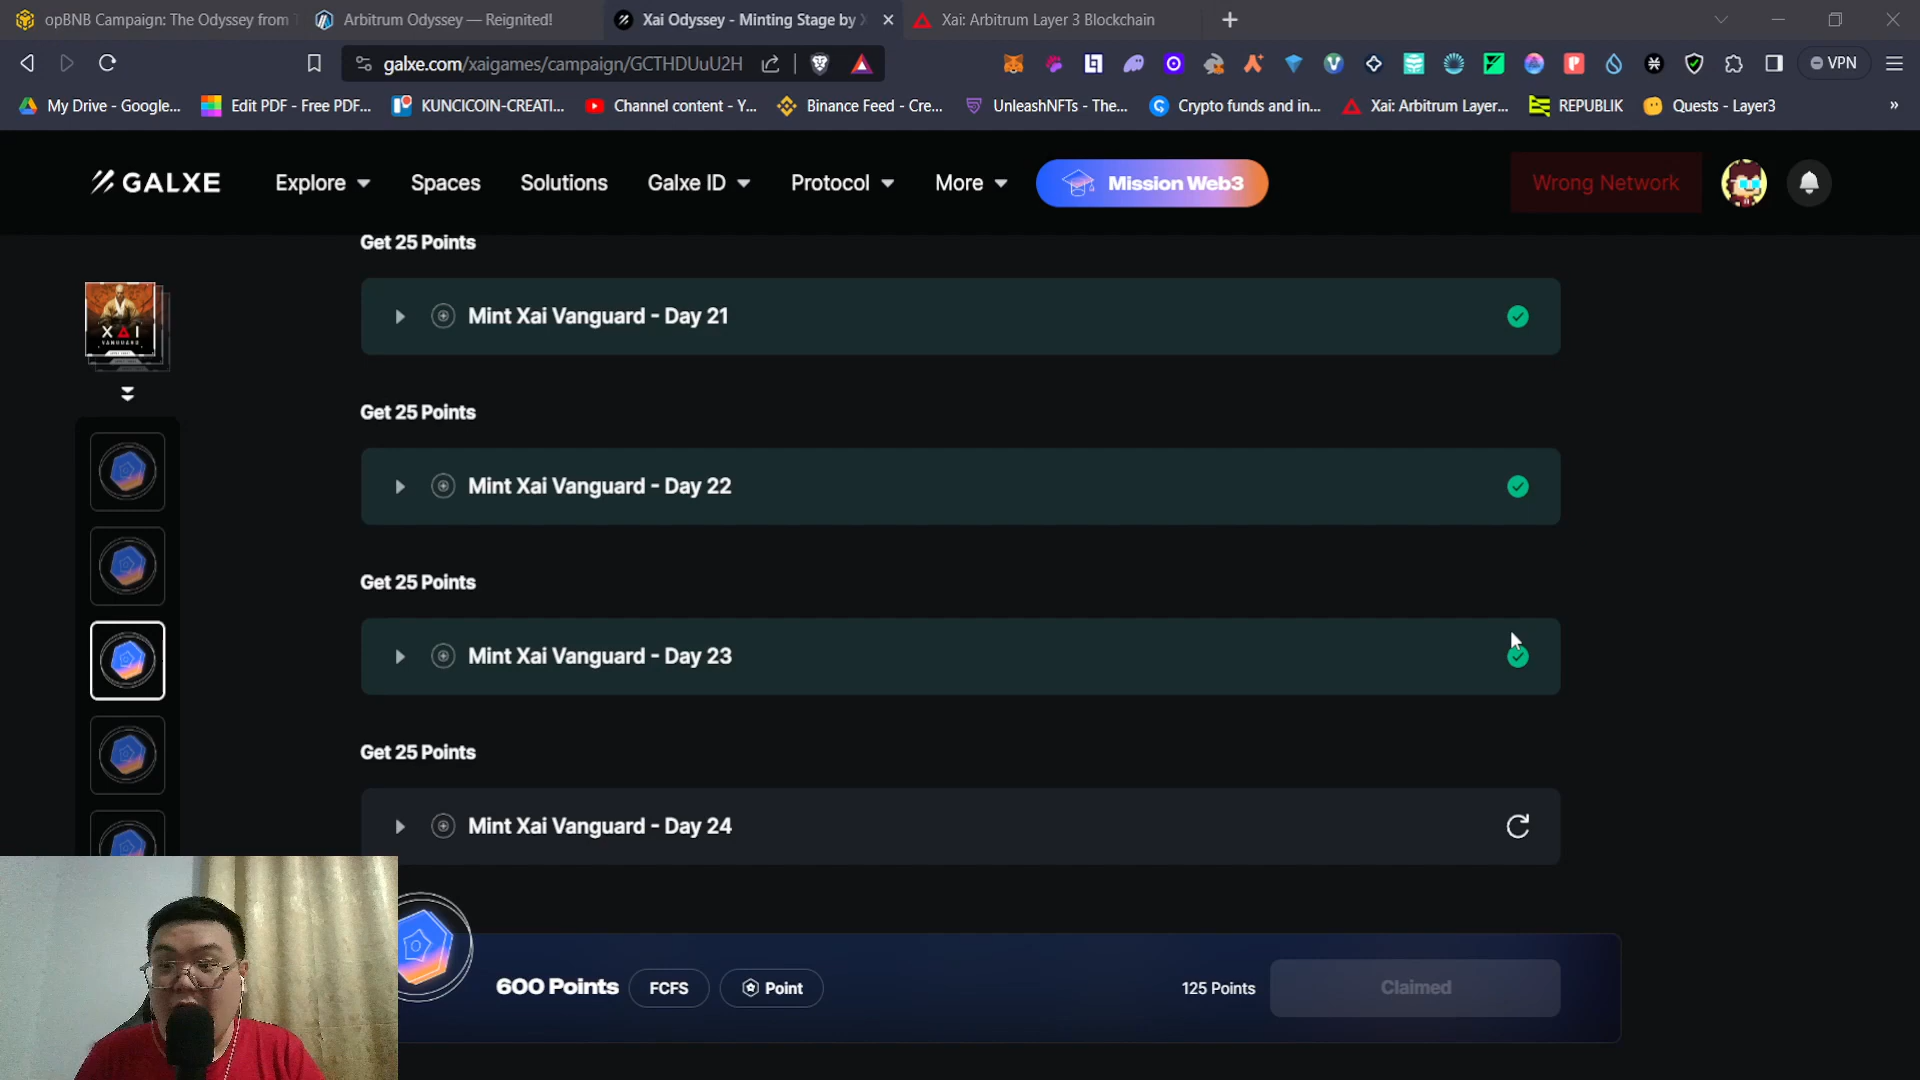 opBNB Campaign: The Odyssey from
Arbitrum Odyssey — Reignited!
Xai Odyssey - Minting Stage by
Xai: Arbitrum Layer 3 Blockchain
galxe.com/xaigames/campaign/GCTHDUuU2H
VPN
My Drive - Google...
Edit PDF - Free PDF...
KUNCICOIN-CREATI...
Channel content - Y...
Binance Feed - Cre...
UnleashNFTs - The...
Crypto funds and in...
Xai: Arbitrum Layer...
REPUBLIK
Quests - Layer3
»
GALXE
Explore
Spaces
Solutions
Galxe ID
Protocol
More
Mission Web3
Wrong Network
Get 25 Points
Mint Xai Vanguard - Day 21
XAI
VANGUARD
Get 25 Points
Mint Xai Vanguard - Day 22
Get 25 Points
Mint Xai Vanguard - Day 23
Get 25 Points
Mint Xai Vanguard - Day 24
600 Points
FCFS
Point
125 Points
Claimed